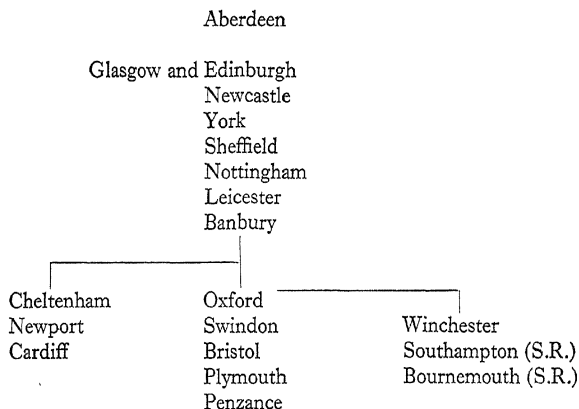 Aberdeen
Glasgow and Edinburgh
Newcastle
York
Sheffield
Nottingham
Leicester
Banbury
Cheltenham
Newport
Cardiff
Oxford
Swindon
Bristol
Plymouth
Penzance
Winchester
Southampton (S.R.)
Bournemouth (S.R.)